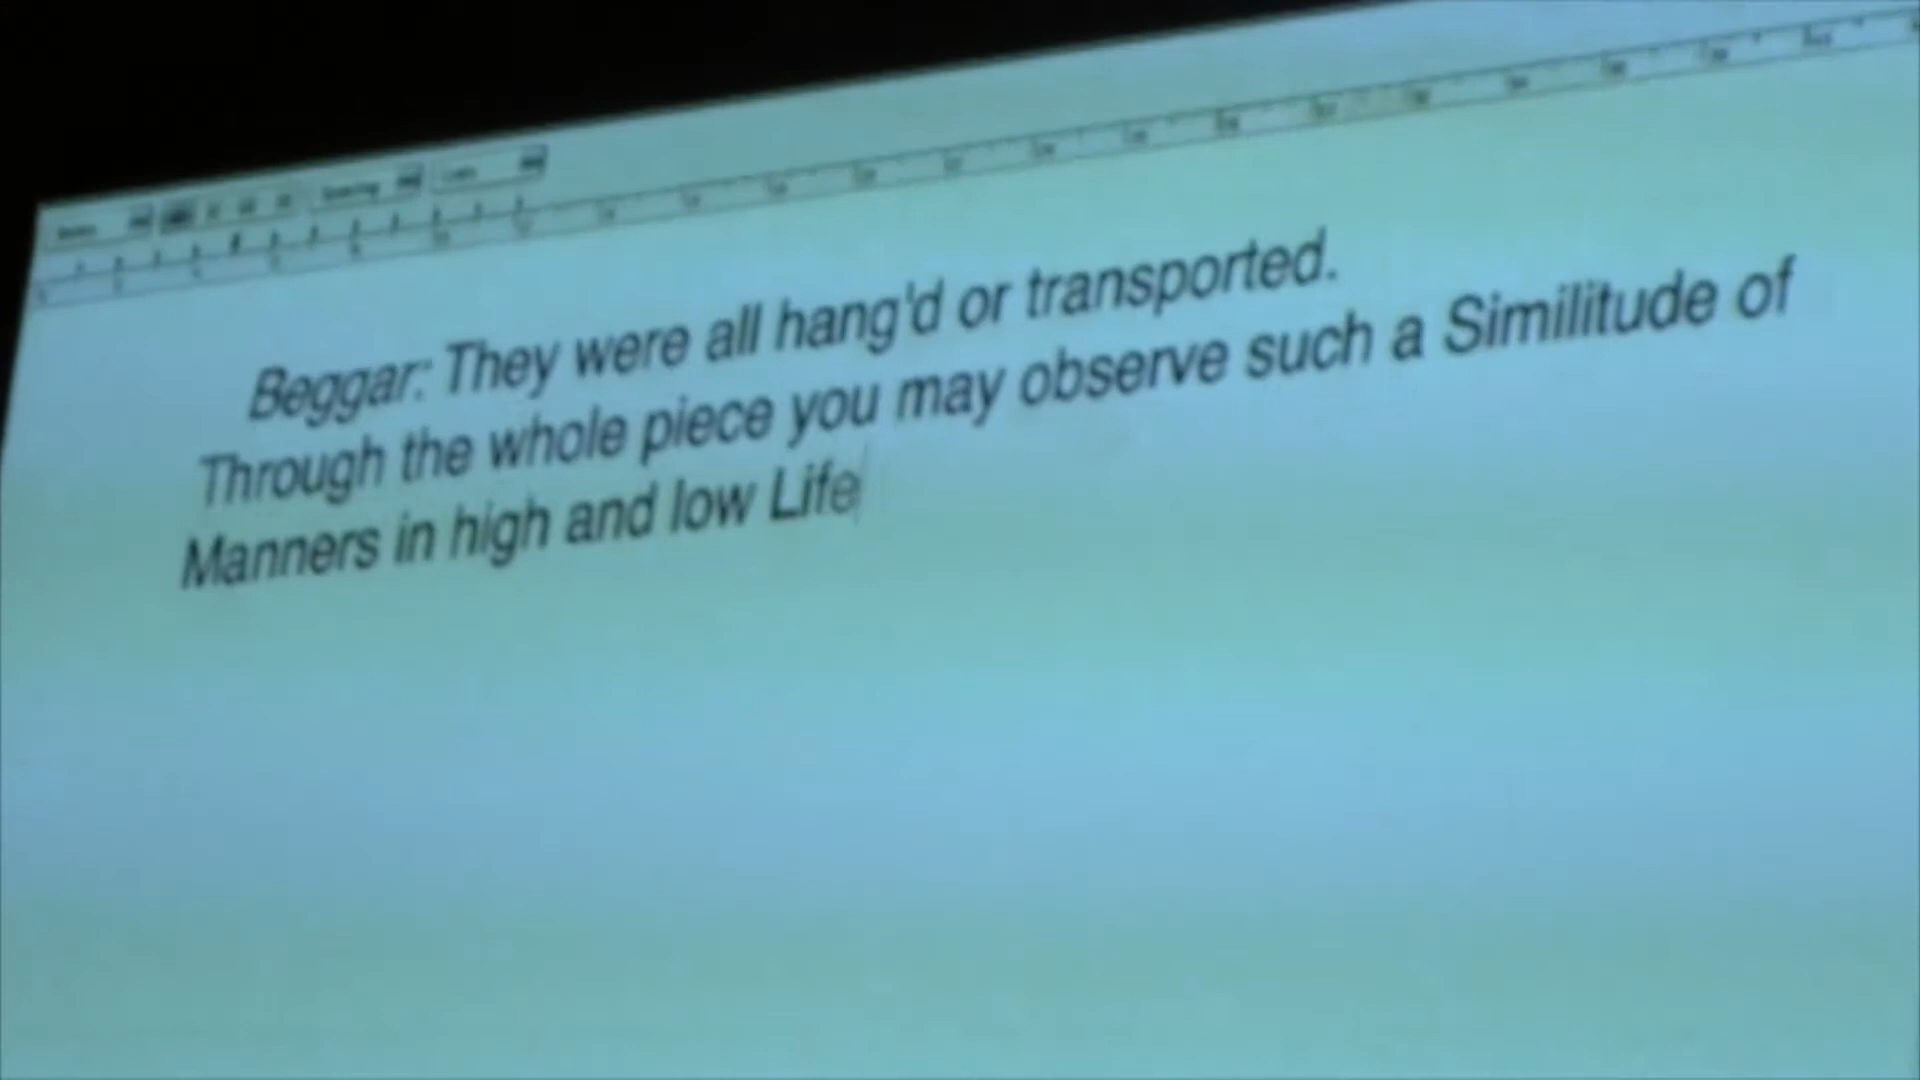 Beggar: They were all hang'd or transported.
Through the whole piece you may observe such a Similitude of
Manners in high and low Life